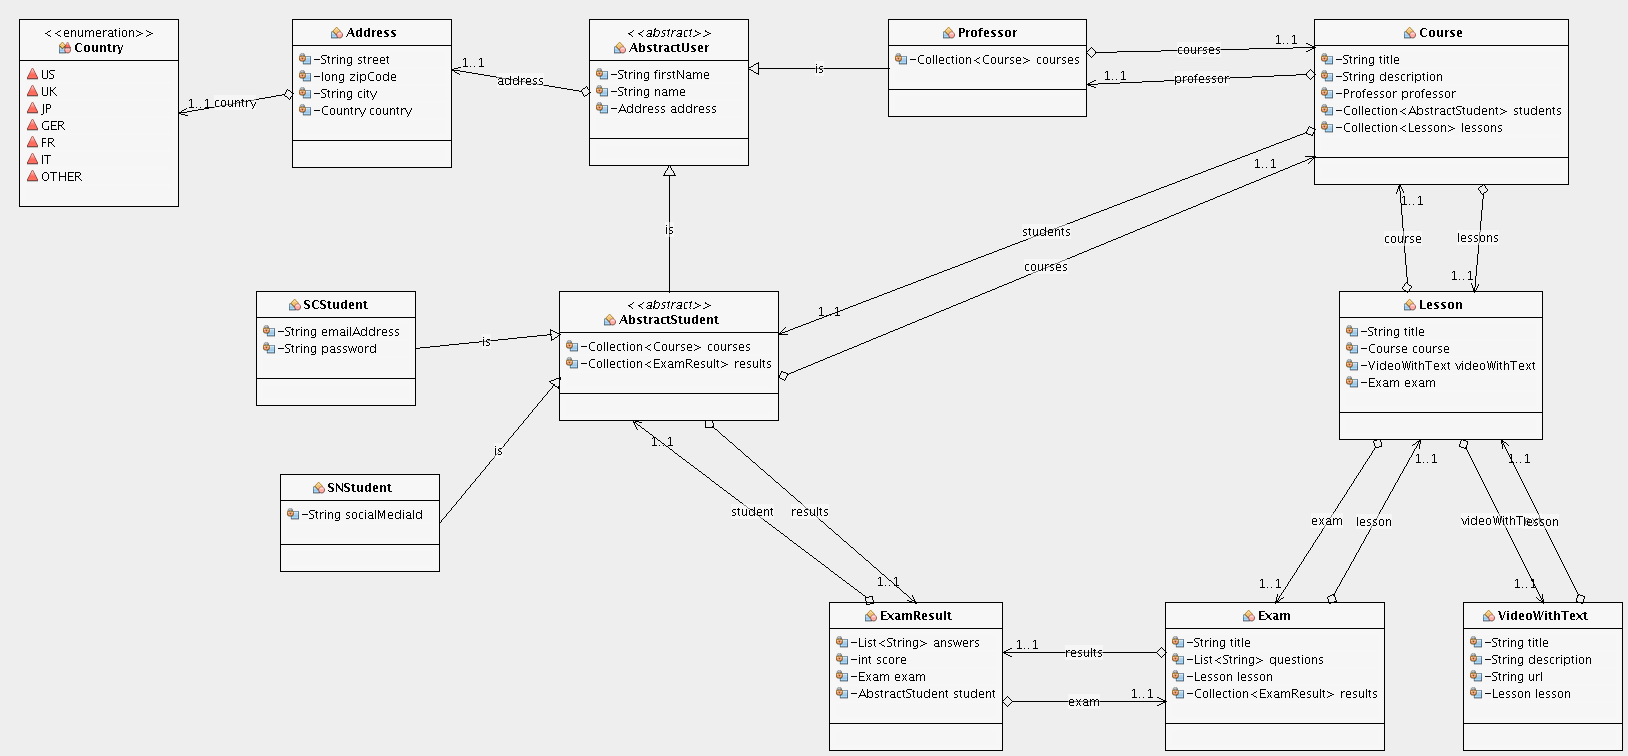 <<enumeration>>
Country
US
UK
JP
GER
FR
IT
OTHER
1..1
country
Address
-String street
-long zipCode
-String city
-Country country
1..1
address
<<abstract>>
AbstractUser
-String firstName
-String name
-Address address
is
Professor
-Collection<Course> courses
courses
1..1
1..1
professor
Course
-String title
-String description
-Professor professor
-Collection<AbstractStudent> students
-Collection<Lesson> lessons
1..1
students
courses
1..1
is
1..1
course
lessons
1..1
SCStudent
-String emailAddress
-String password
is
<<abstract>>
AbstractStudent
-Collection<Course> courses
-Collection<ExamResult> results
Lesson
-String title
-Course course
-VideoWithText videoWithText
-Exam exam
is
SNStudent
-String socialMediaId
1..1
student
results
1..1
1..1
1..1
exam
lesson
videoWithTe
lesson
1..1
1..1
ExamResult
-List<String> answers
-int score
-Exam exam
-AbstractStudent student
1..1
results
1..1
exam
Exam
-String title
-List<String> questions
-Lesson lesson
-Collection<ExamResult> results
VideoWithText
-String title
-String description
-String url
-Lesson lesson